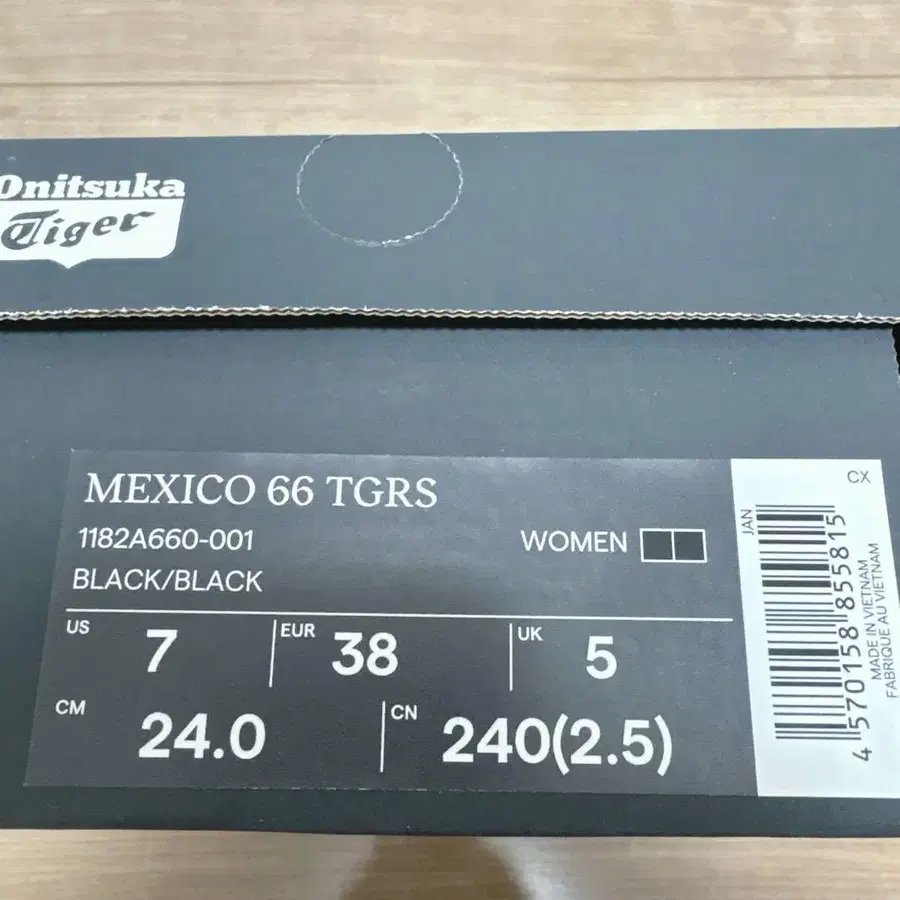 Onitsuka
Tiger
MEXICO 66 TGRS
1182A660-001
WOMEN
BLACK/BLACK
US 7 EUR 38 UK 5
CM 24.0 CN 240(2.5)
CX
JAN
4 570158 855815
MADE IN VIETNAM
FABRIQUE AU VIETNAM